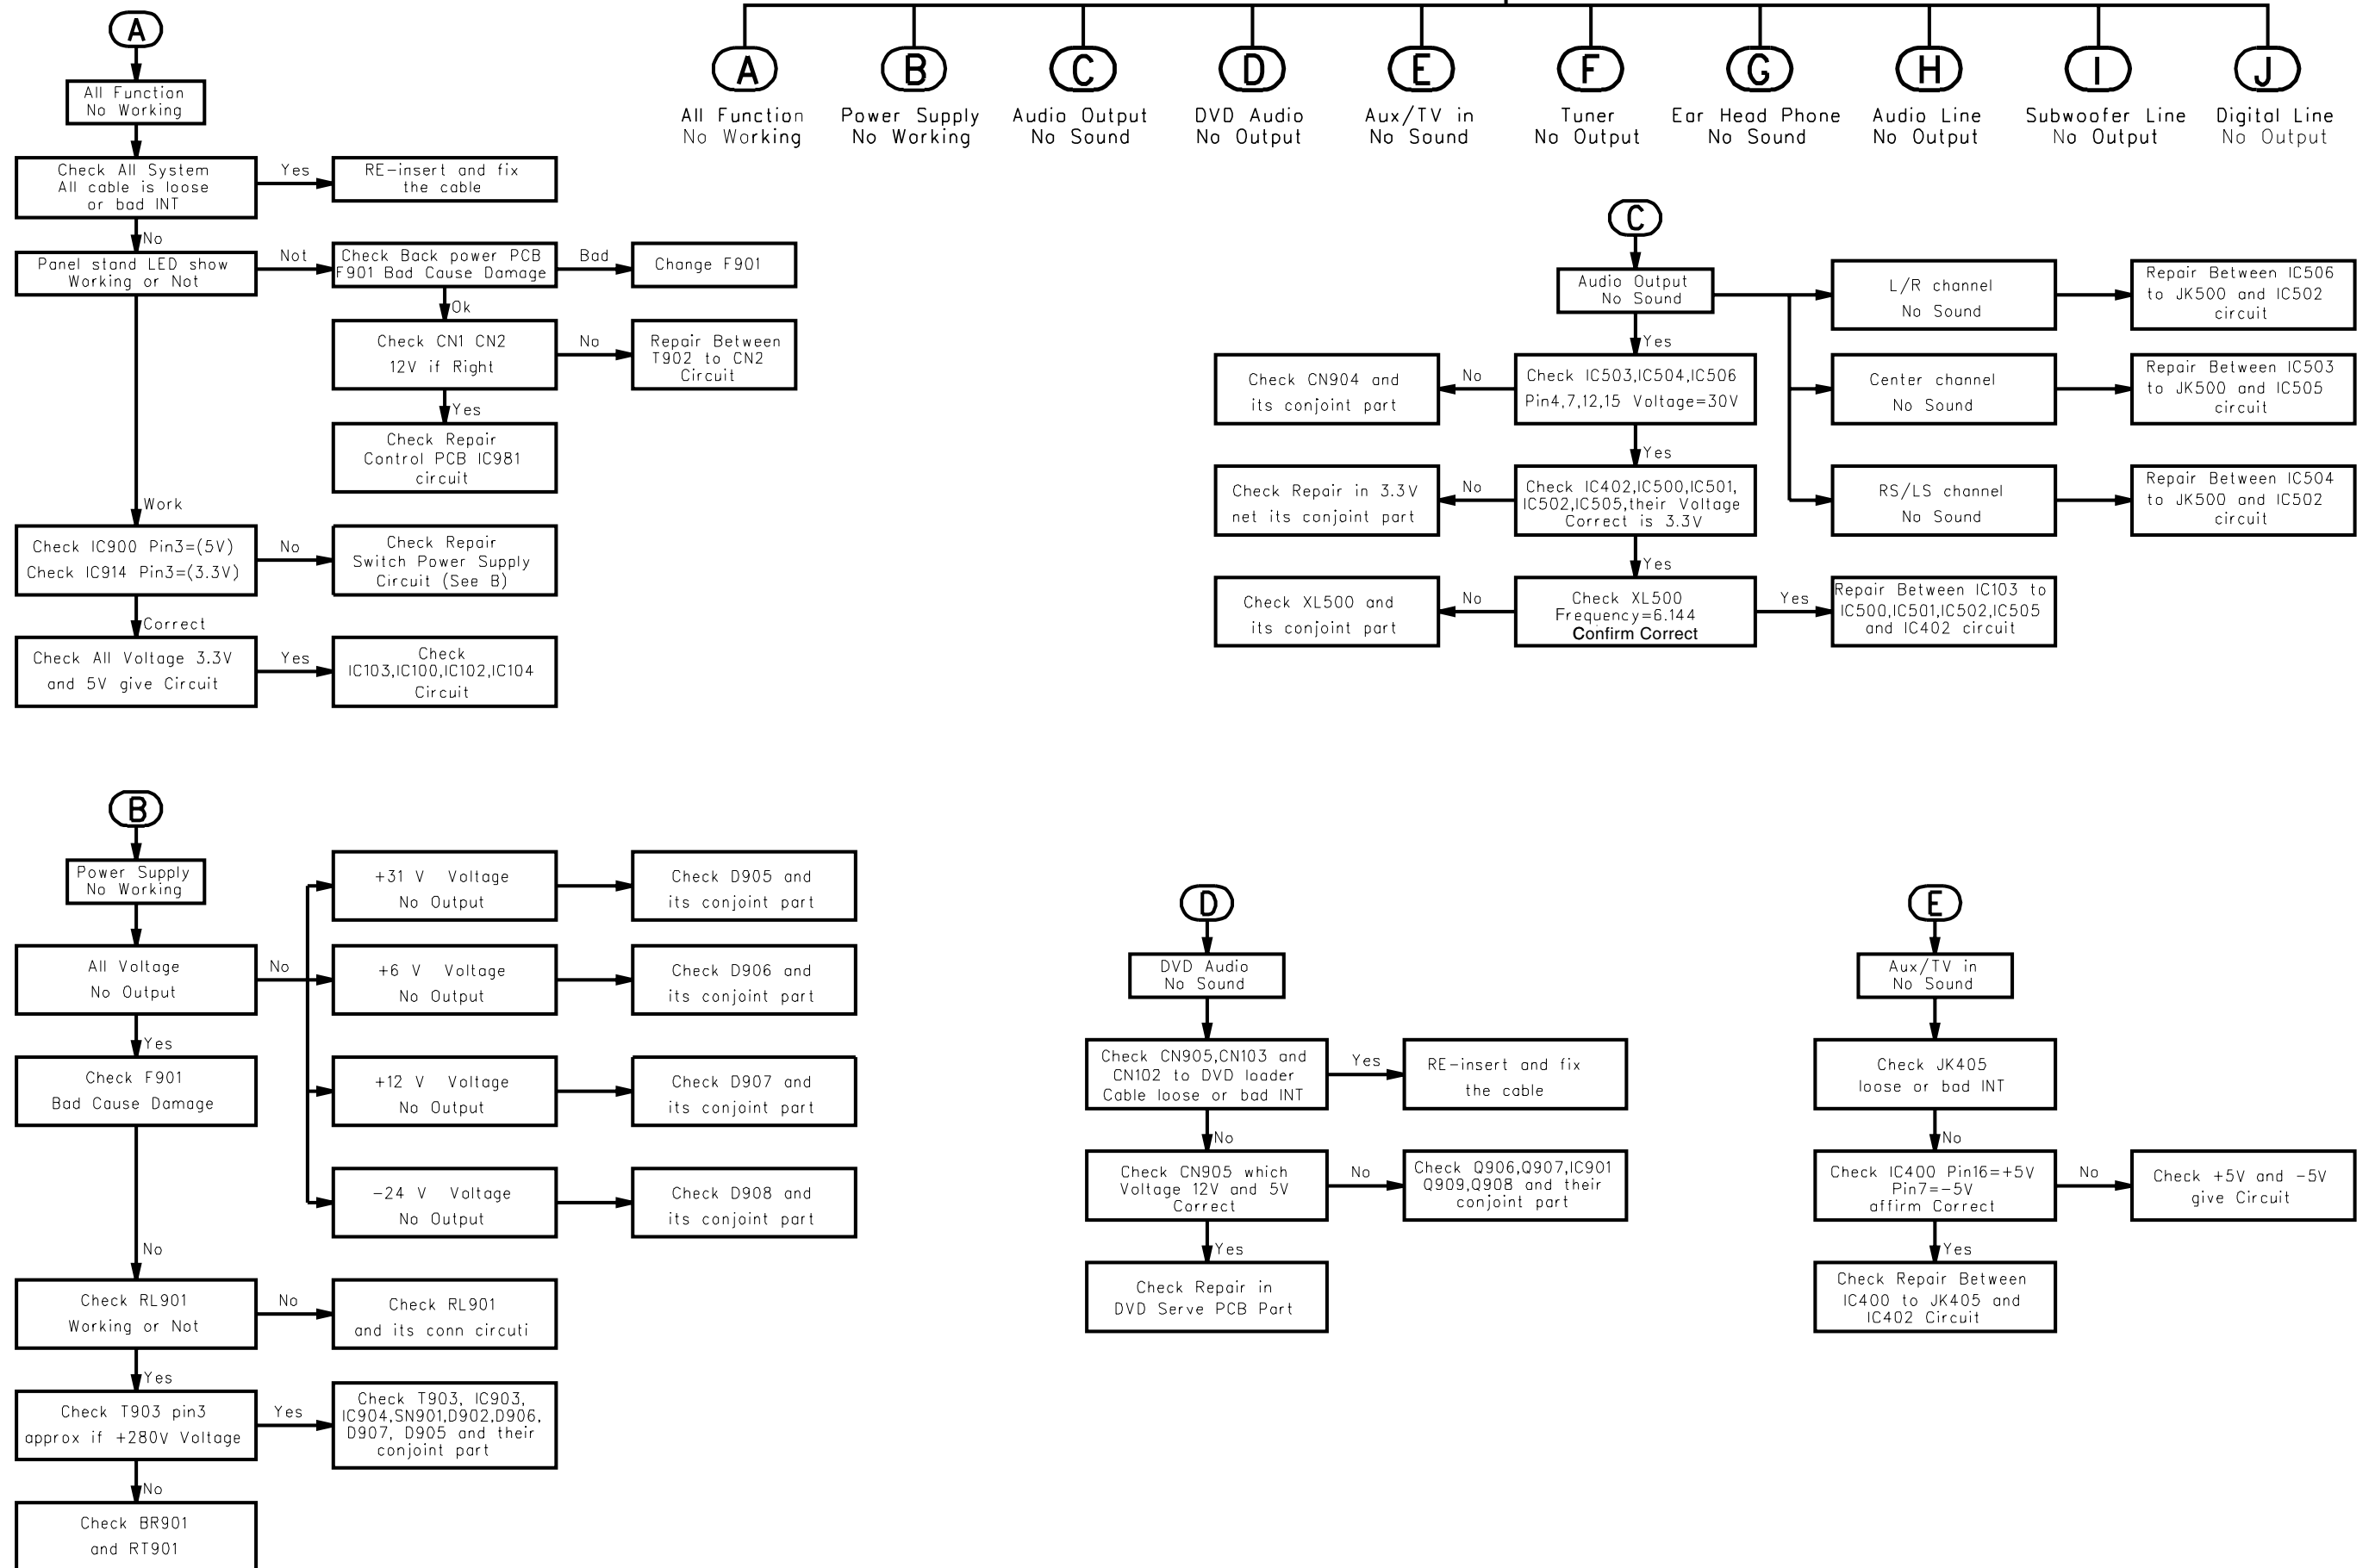 A
B
C
D
E
F
G
H
I
J
All Function
No Working
Power Supply
No Working
Audio Output
No Sound
DVD Audio
No Output
Aux/TV in
No Sound
Tuner
No Output
Ear Head Phone
No Sound
Audio Line
No Output
Subwoofer Line
No Output
Digital Line
No Output
A
All Function
No Working
Check All System
All cable is loose
or bad INT
Yes
RE-insert and fix
the cable
No
Panel stand LED show
Working or Not
Not
Check Back power PCB
F901 Bad Cause Damage
Bad
Change F901
Ok
Check CN1 CN2
12V if Right
No
Repair Between
T902 to CN2
Circuit
Yes
Check Repair
Control PCB IC981
circuit
Work
Check IC900 Pin3=(5V)
Check IC914 Pin3=(3.3V)
No
Check Repair
Switch Power Supply
Circuit (See B)
Correct
Check All Voltage 3.3V
and 5V give Circuit
Yes
Check
IC103,IC100,IC102,IC104
Circuit
C
Audio Output
No Sound
L/R channel
No Sound
Repair Between IC506
to JK500 and IC502
circuit
Yes
Check IC503,IC504,IC506
Pin4,7,12,15 Voltage=30V
No
Check CN904 and
its conjoint part
Center channel
No Sound
Repair Between IC503
to JK500 and IC505
circuit
Yes
Check IC402,IC500,IC501,
IC502,IC505,their Voltage
Correct is 3.3V
No
Check Repair in 3.3V
net its conjoint part
RS/LS channel
No Sound
Repair Between IC504
to JK500 and IC502
circuit
Yes
Check XL500
Frequency=6.144
Confirm Correct
No
Check XL500 and
its conjoint part
Yes
Repair Between IC103 to
IC500,IC501,IC502,IC505
and IC402 circuit
B
Power Supply
No Working
All Voltage
No Output
No
+31 V Voltage
No Output
Check D905 and
its conjoint part
+6 V Voltage
No Output
Check D906 and
its conjoint part
+12 V Voltage
No Output
Check D907 and
its conjoint part
-24 V Voltage
No Output
Check D908 and
its conjoint part
Yes
Check F901
Bad Cause Damage
No
Check RL901
Working or Not
No
Check RL901
and its conn circuti
Yes
Check T903 pin3
approx if +280V Voltage
Yes
Check T903, IC903,
IC904,SN901,D902,D906,
D907, D905 and their
conjoint part
No
Check BR901
and RT901
D
DVD Audio
No Sound
Check CN905,CN103 and
CN102 to DVD loader
Cable loose or bad INT
Yes
RE-insert and fix
the cable
No
Check CN905 which
Voltage 12V and 5V
Correct
No
Check Q906,Q907,IC901
Q909,Q908 and their
conjoint part
Yes
Check Repair in
DVD Serve PCB Part
E
Aux/TV in
No Sound
Check JK405
loose or bad INT
No
Check IC400 Pin16=+5V
Pin7=-5V
affirm Correct
No
Check +5V and -5V
give Circuit
Yes
Check Repair Between
IC400 to JK405 and
IC402 Circuit